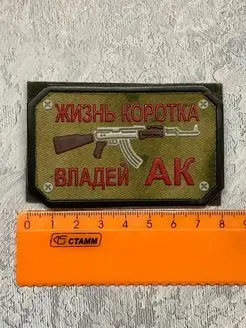 ЖИЗНЬ КОРОТКА
ВЛАДЕЙ АК
0 1 2 3 4 5 6 7 8 9
СТАММ